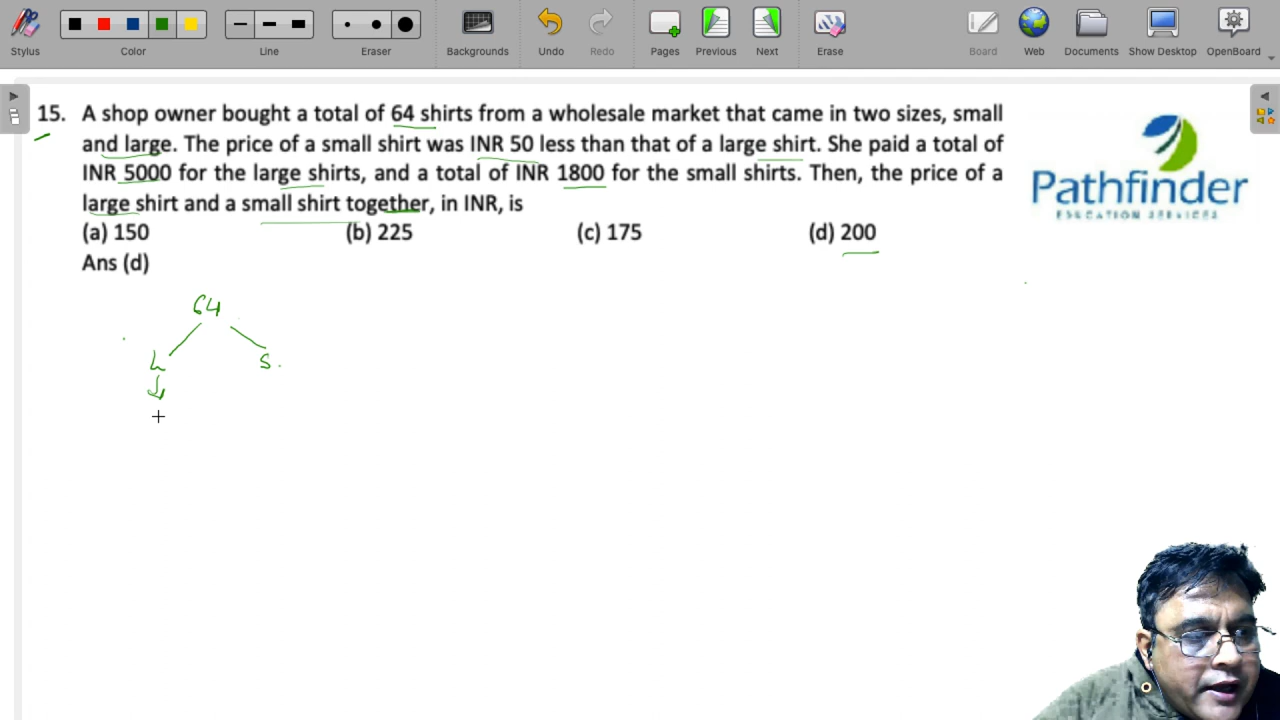 Stylus
Color
Line
Eraser
Backgrounds
Undo
Redo
Pages
Previous
Next
Erase
Board
Web
Documents
Show Desktop
OpenBoard
15. A shop owner bought a total of 64 shirts from a wholesale market that came in two sizes, small
and large. The price of a small shirt was INR 50 less than that of a large shirt. She paid a total of
INR 5000 for the large shirts, and a total of INR 1800 for the small shirts. Then, the price of a
large shirt and a small shirt together, in INR, is
(a) 150 (b) 225 (c) 175 (d) 200
Ans (d)
Pathfinder
EDUCATION SERVICES
64
L S